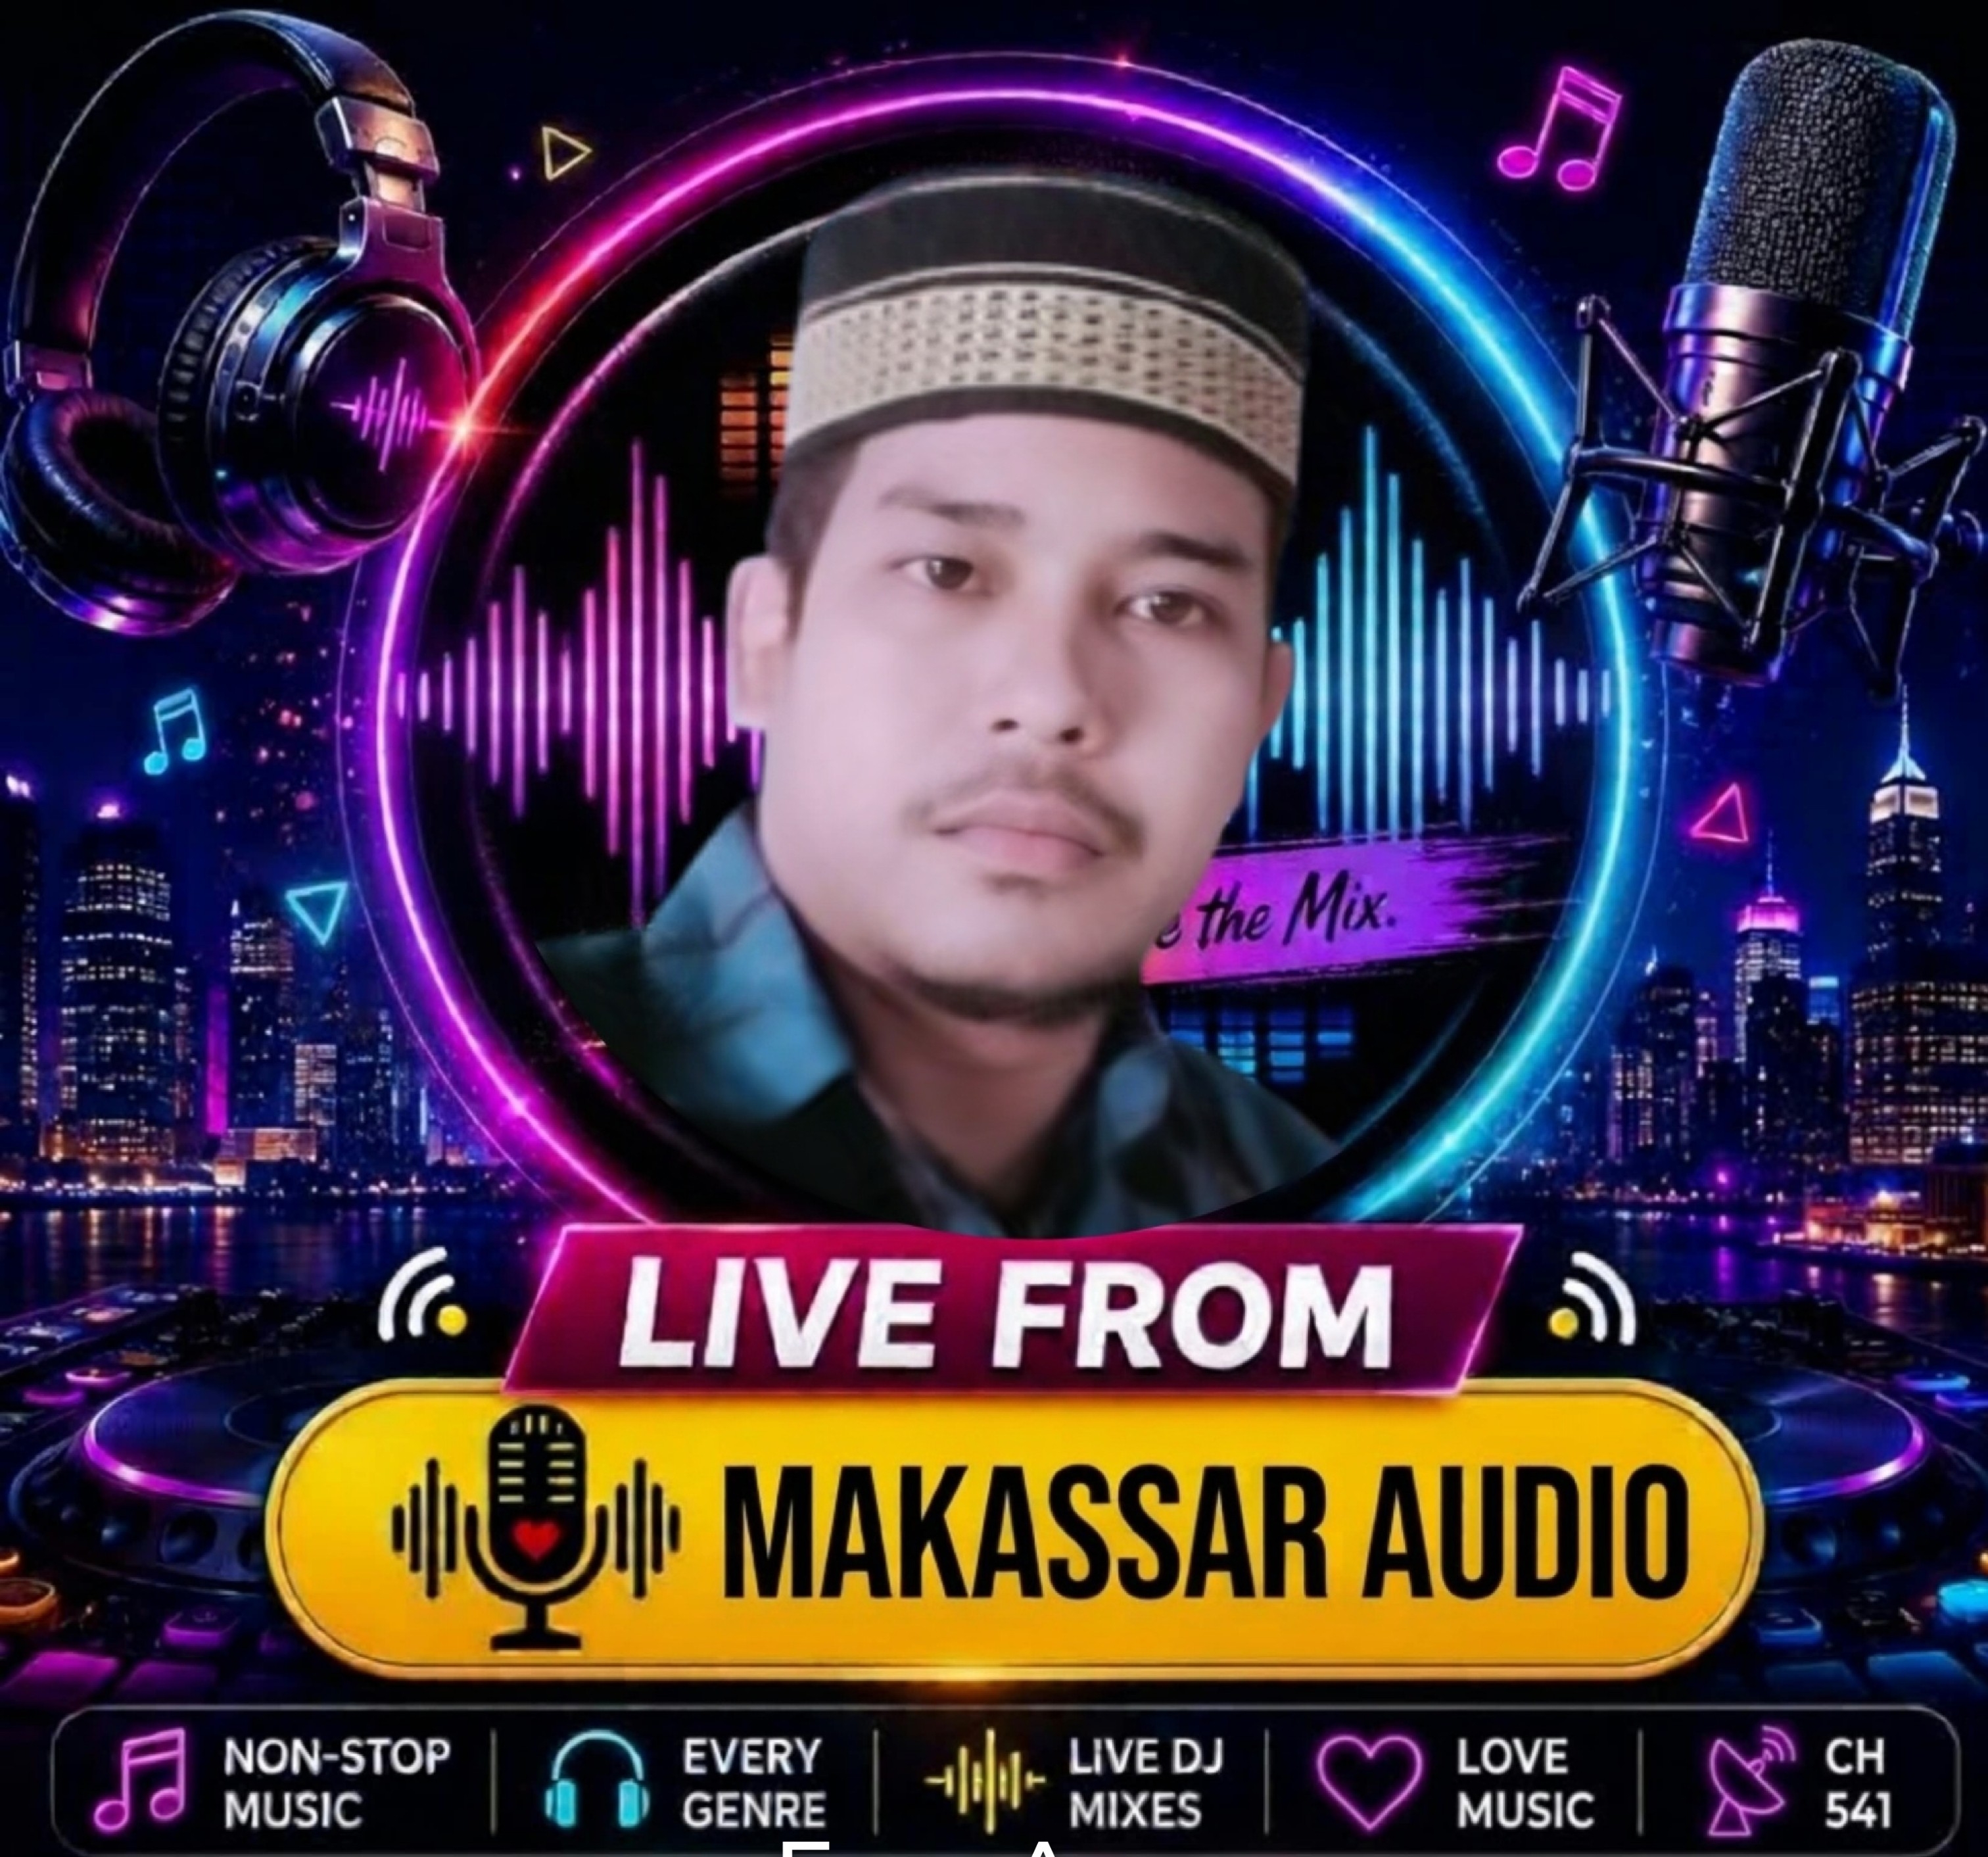 the Mix.
LIVE FROM
MAKASSAR AUDIO
NON-STOP
MUSIC
EVERY
GENRE
LIVE DJ
MIXES
LOVE
MUSIC
CH
541